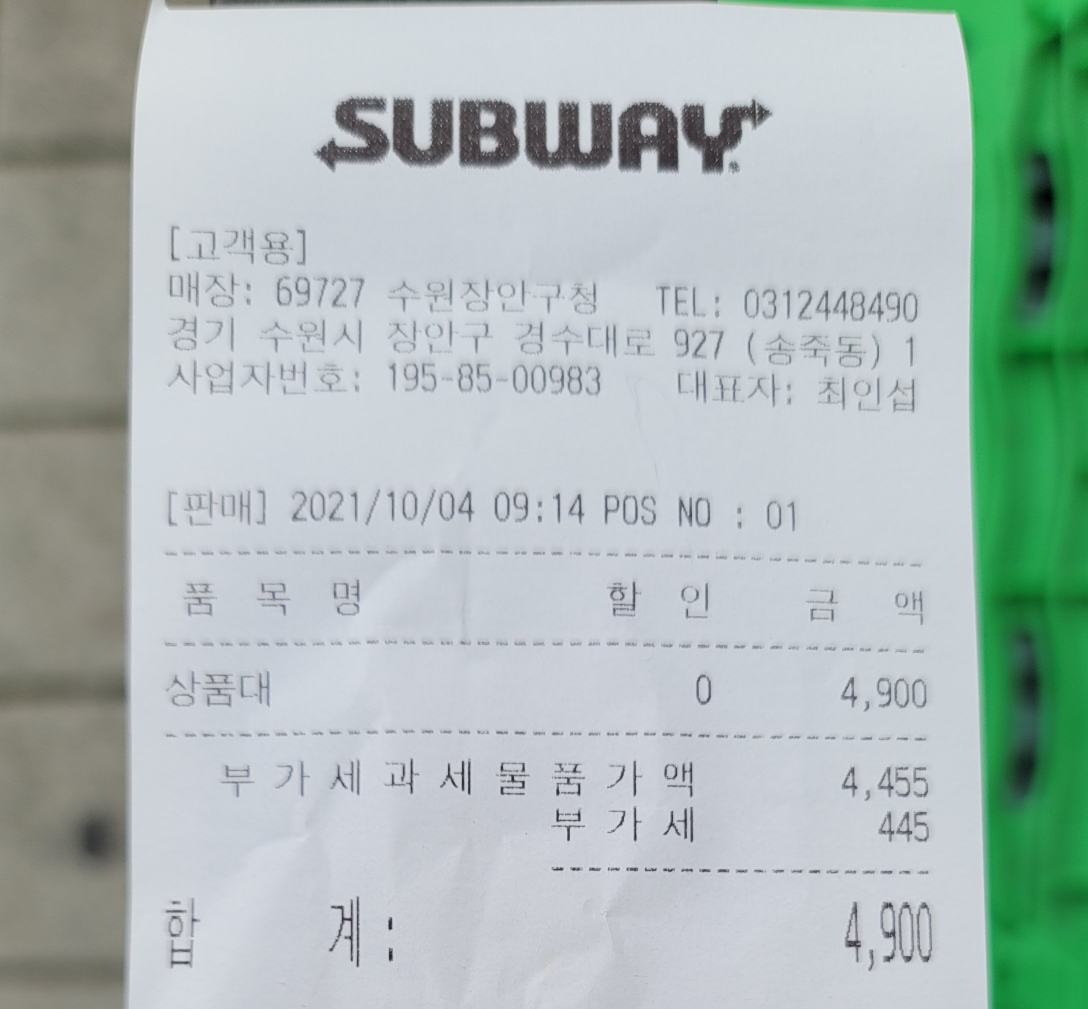 SUBWAY
[고객용]
매장: 69727 수원장안구청 TEL: 0312448490
경기 수원시 장안구 경수대로 927 (송죽동) 1
사업자번호: 195-85-00983 대표자: 최인섭
[판매] 2021/10/04 09:14 POS NO : 01
품 목 명 할 인 금 액
상품대 0 4,900
부 가 세 과 세 물 품 가 액 4,455
부 가 세 445
합 계 : 4,900